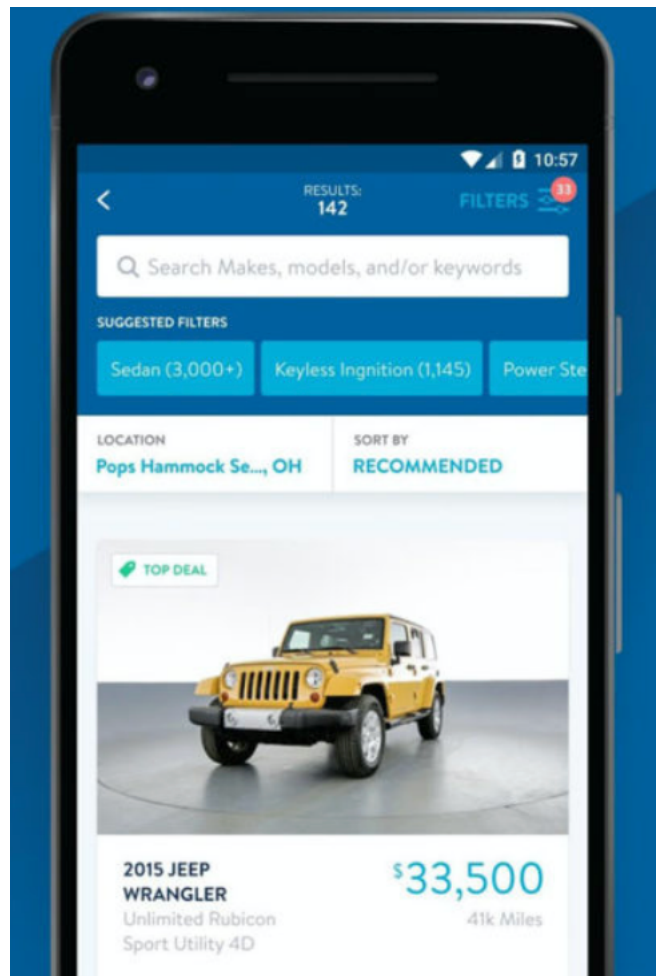 10:57
RESULTS:
142
FILTERS
33
Search Makes, models, and/or keywords
SUGGESTED FILTERS
Sedan (3,000+)
Keyless Ingnition (1,145)
Power Ste
LOCATION
Pops Hammock Se..., OH
SORT BY
RECOMMENDED
TOP DEAL
2015 JEEP
WRANGLER
Unlimited Rubicon
Sport Utility 4D
$33,500
41k Miles